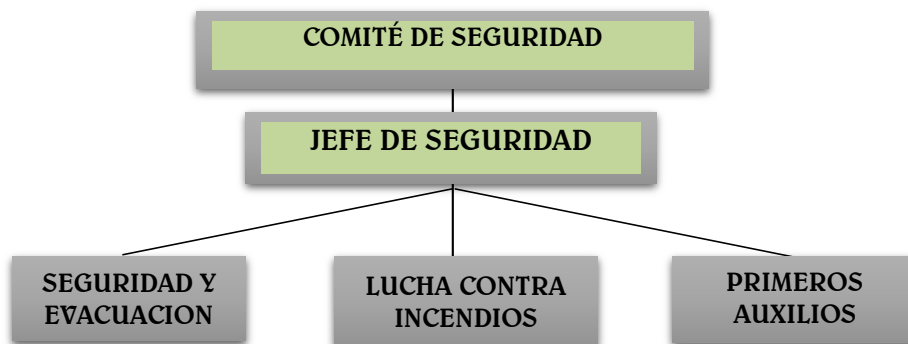 COMITÉ DE SEGURIDAD
JEFE DE SEGURIDAD
SEGURIDAD Y
EVACUACION
LUCHA CONTRA
INCENDIOS
PRIMEROS
AUXILIOS